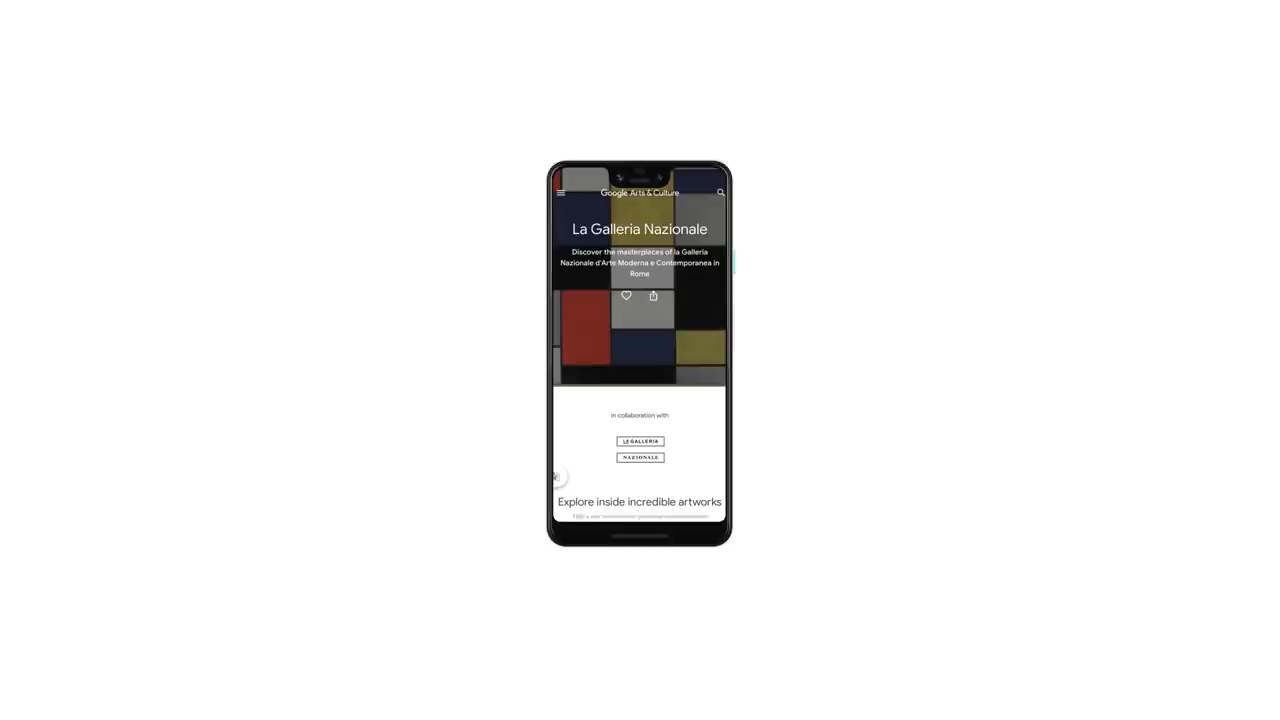 Google Arts & Culture
La Galleria Nazionale
Discover the masterpieces of la Galleria
Nazionale d'Arte Moderna e Contemporanea in
Rome
In collaboration with
LA GALLERIA
NAZIONALE
Explore inside incredible artworks